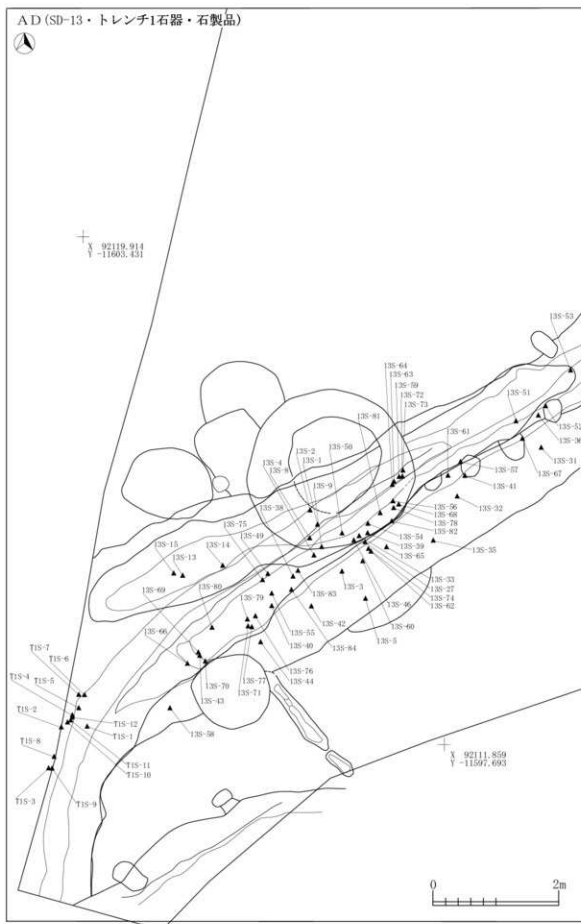 AD(SD-13・トレンチ1石器・石製品)
X 92119.914
Y -11603.431
13S-53
13S-64
13S-63
13S-59
13S-72
13S-73
13S-51
13S-81
13S-61
13S-50
13S-2
13S-1
13S-4
13S-8
13S-9
13S-52
13S-36
13S-31
13S-57
13S-67
13S-41
13S-38
13S-32
13S-56
13S-68
13S-78
13S-82
13S-75
13S-49
13S-54
13S-39
13S-35
13S-65
13S-15
13S-13
13S-14
13S-33
13S-27
13S-74
13S-62
13S-80
13S-3
13S-69
13S-79
13S-83
13S-46
13S-60
13S-5
13S-42
13S-84
13S-55
13S-40
13S-66
13S-76
13S-44
13S-77
13S-71
13S-70
13S-43
13S-58
T1S-7
T1S-6
T1S-4
T1S-5
T1S-2
T1S-12
T1S-1
T1S-8
T1S-11
T1S-10
T1S-3
T1S-9
X 92111.859
Y -11597.693
0 2m